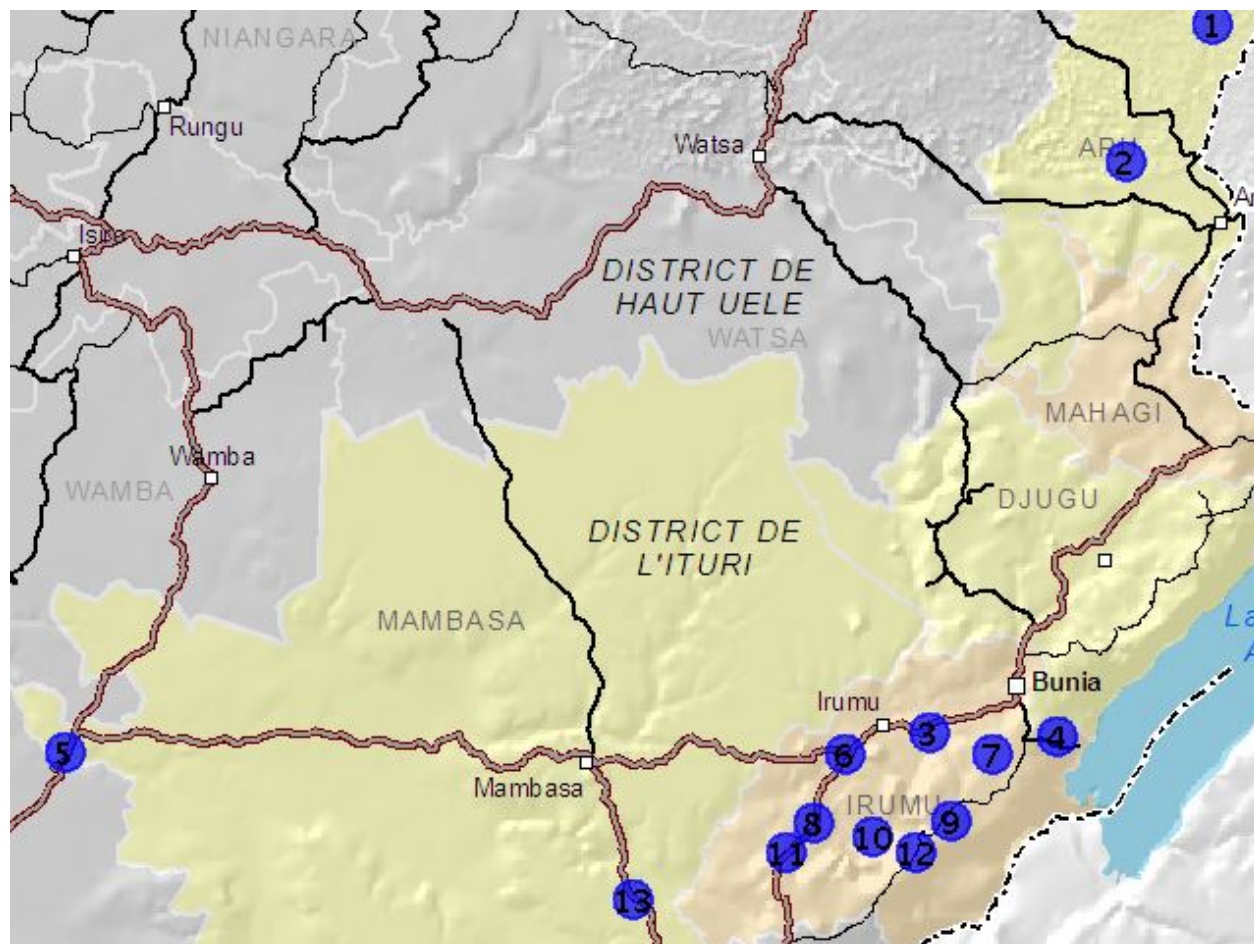 1
NIANGARA
Rungu
Watsa
ARU
2
Isiro
DISTRICT DE
HAUT UELE
WATSA
MAHAGI
Wamba
WAMBA
DJUGU
DISTRICT DE
L'ITURI
MAMBASA
Bunia
Irumu
3
4
5
6
7
Mambasa
IRUMU
8
9
10
11
12
13